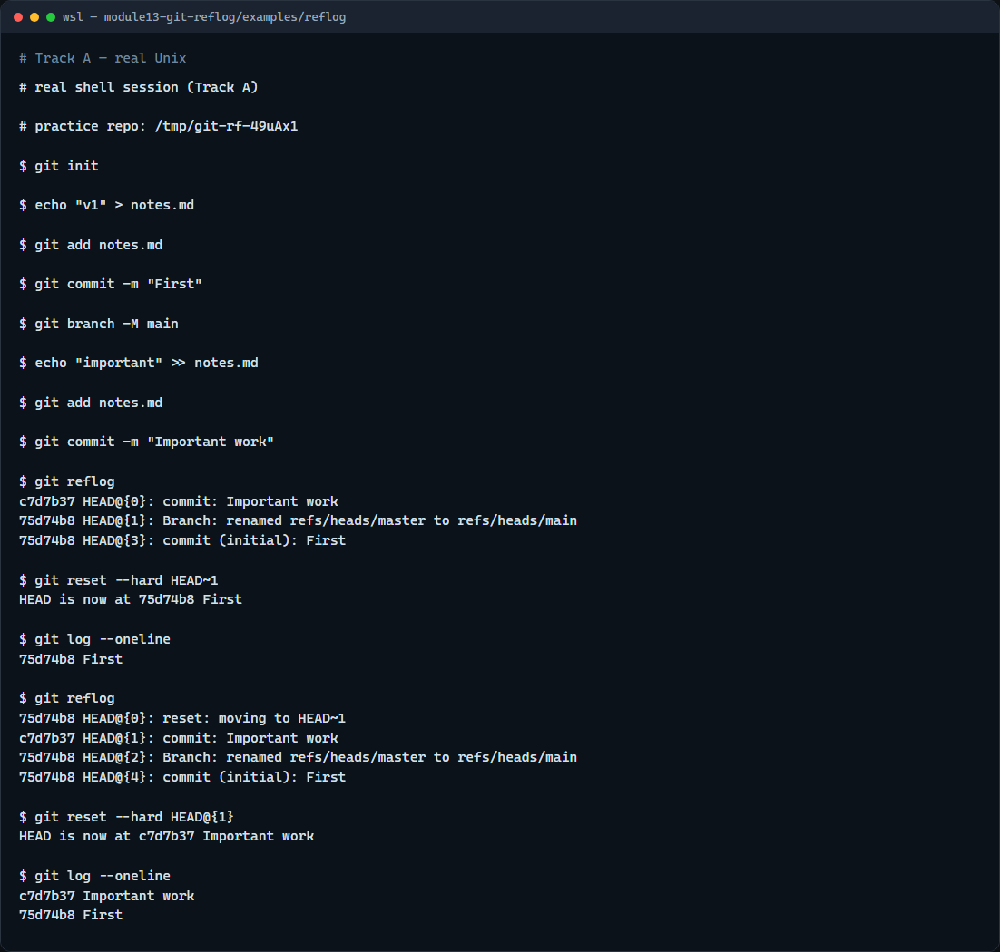 wsl — module13-git-reflog/examples/reflog
# Track A — real Unix
# real shell session (Track A)
# practice repo: /tmp/git-rf-49uAx1
$ git init
$ echo "v1" > notes.md
$ git add notes.md
$ git commit -m "First"
$ git branch -M main
$ echo "important" >> notes.md
$ git add notes.md
$ git commit -m "Important work"
$ git reflog
c7d7b37 HEAD@{0}: commit: Important work
75d74b8 HEAD@{1}: Branch: renamed refs/heads/master to refs/heads/main
75d74b8 HEAD@{3}: commit (initial): First
$ git reset --hard HEAD~1
HEAD is now at 75d74b8 First
$ git log --oneline
75d74b8 First
$ git reflog
75d74b8 HEAD@{0}: reset: moving to HEAD~1
c7d7b37 HEAD@{1}: commit: Important work
75d74b8 HEAD@{2}: Branch: renamed refs/heads/master to refs/heads/main
75d74b8 HEAD@{4}: commit (initial): First
$ git reset --hard HEAD@{1}
HEAD is now at c7d7b37 Important work
$ git log --oneline
c7d7b37 Important work
75d74b8 First